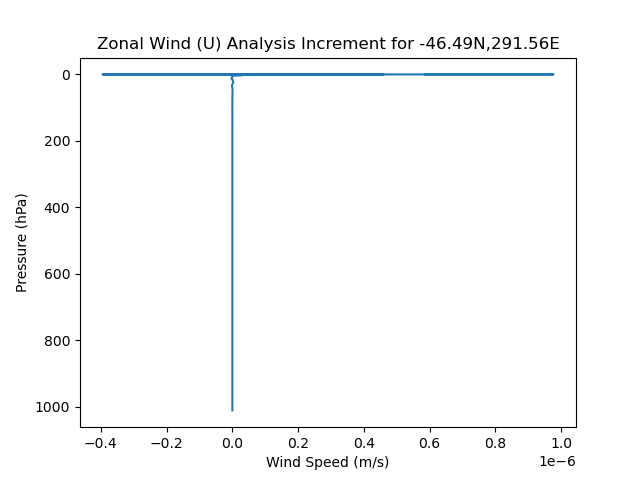 Zonal Wind (U) Analysis Increment for -46.49N,291.56E
0
200
400
600
800
1000
Pressure (hPa)
−0.4 −0.2 0.0 0.2 0.4 0.6 0.8 1.0
1e−6
Wind Speed (m/s)